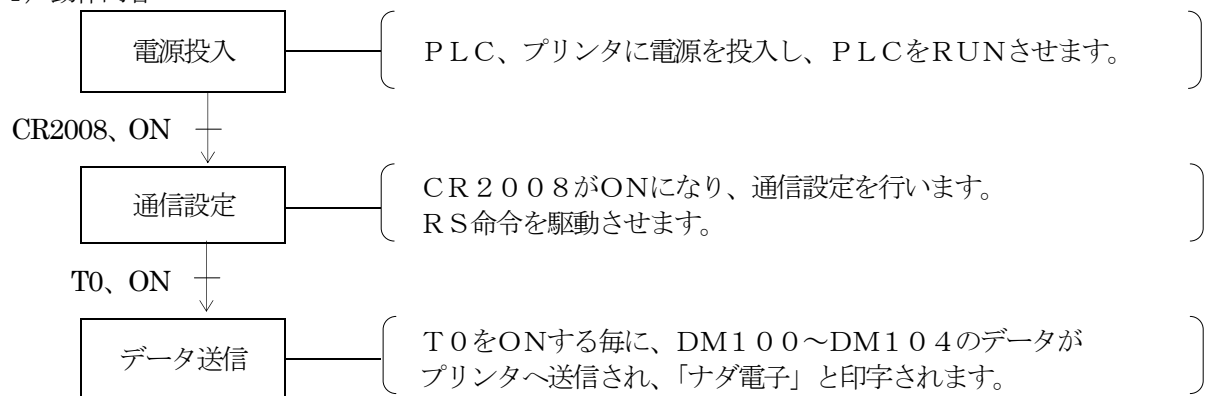 電源投入
PLC、プリンタに電源を投入し、PLCをRUNさせます。
CR2008、ON
通信設定
CR2008がONになり、通信設定を行います。
RS命令を駆動させます。
T0、ON
データ送信
T0をONする毎に、DM100~DM104のデータが
プリンタへ送信され、「ナダ電子」と印字されます。